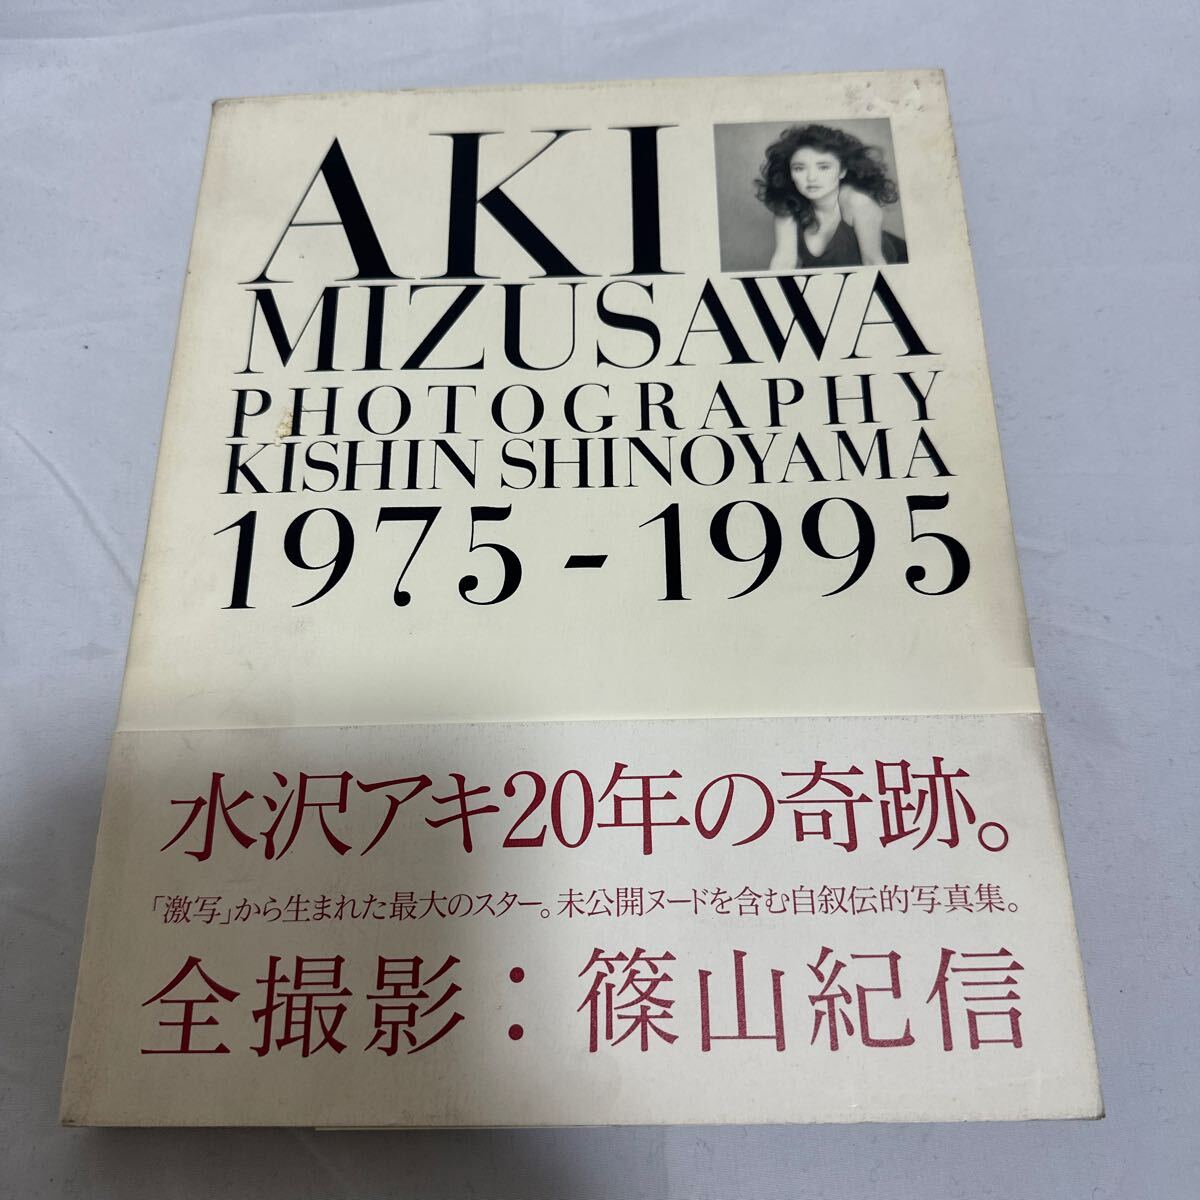 AKI
MIZUSAWA
PHOTOGRAPHY
KISHIN SHINOYAMA
1975-1995
水沢アキ20年の奇跡。
「激写」から生まれた最大のスター。未公開ヌードを含む自叙伝的写真集。
全撮影：篠山紀信